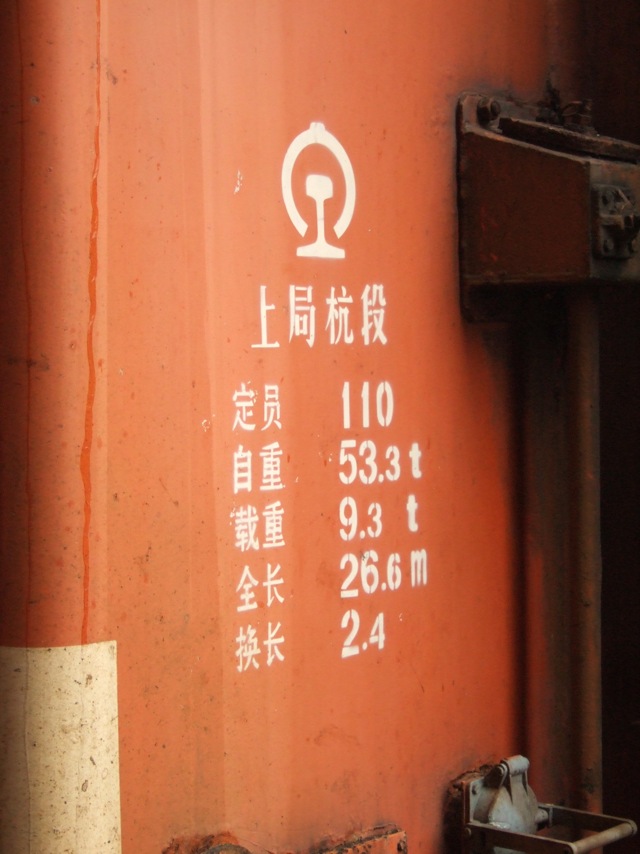 上局杭段
定员 110
自重 53.3 t
载重 9.3 t
全长 26.6 m
换长 2.4